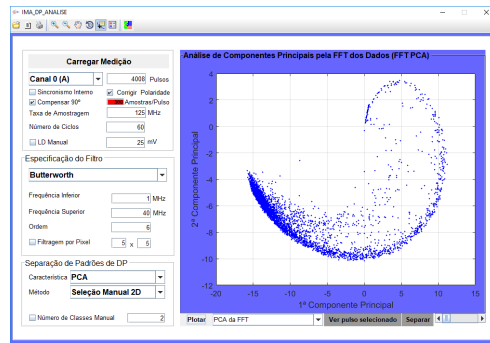 IMA_DP_ANALISE
Carregar Medição
Canal 0 (A) 4008 Pulsos
Sincronismo Interno Corrigir Polaridade
Compensar 90º Amostras/Pulso
Taxa de Amostragem 125 MHz
Número de Ciclos 60
LD Manual 25 mV
Especificação do Filtro
Butterworth
Frequência Inferior 1 MHz
Frequência Superior 40 MHz
Ordem 6
Filtragem por Pixel 5 x 5
Separação de Padrões de DP
Característica PCA
Método Seleção Manual 2D
Número de Classes Manual 2
Análise de Componentes Principais pela FFT dos Dados (FFT PCA)
2ª Componente Principal
4
2
0
-2
-4
-6
-8
-10
-12
-20 -15 -10 -5 0 5 10 15
1ª Componente Principal
Plotar PCA da FFT Ver pulso selecionado Separar